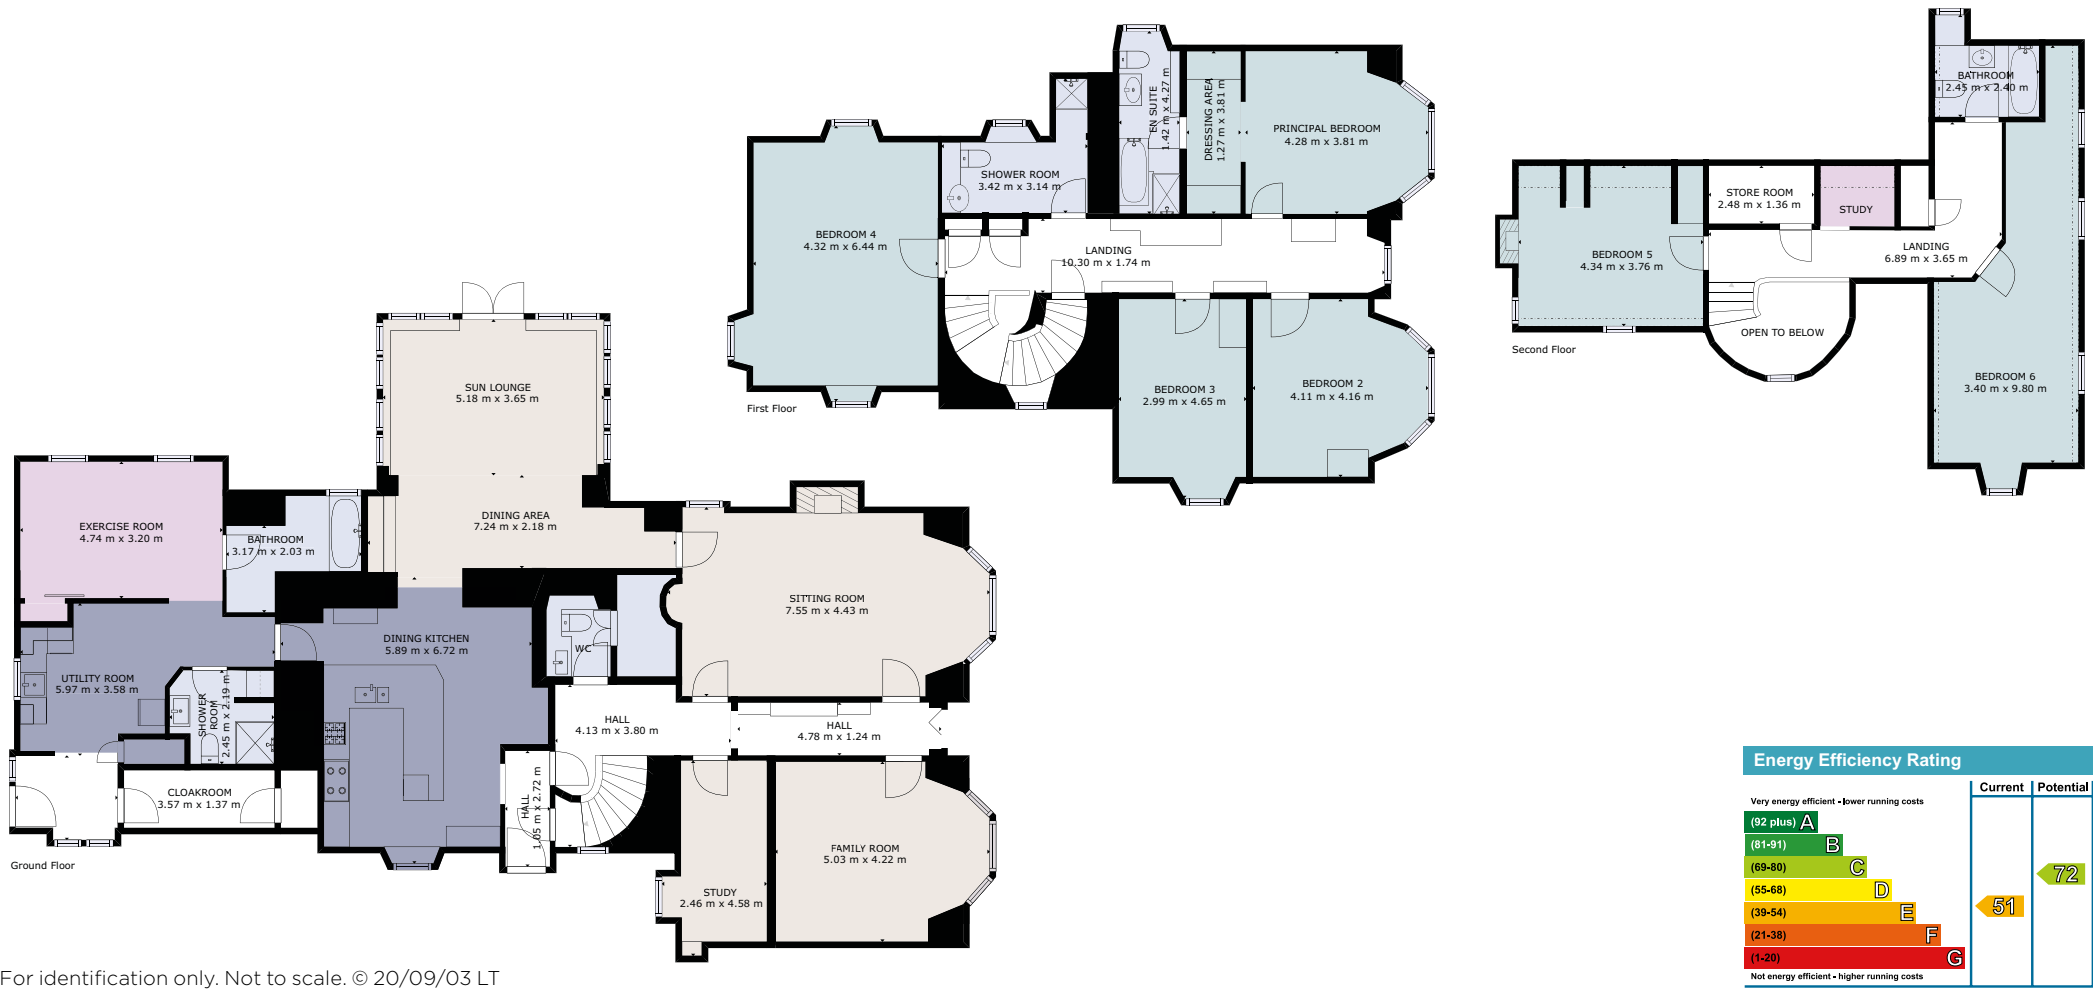 EN SUITE
1.42 m x 4.27 m
DRESSING AREA
1.27 m x 3.81 m
PRINCIPAL BEDROOM
4.28 m x 3.81 m
SHOWER ROOM
3.42 m x 3.14 m
BEDROOM 4
4.32 m x 6.44 m
LANDING
10.30 m x 1.74 m
BEDROOM 3
2.99 m x 4.65 m
BEDROOM 2
4.11 m x 4.16 m
First Floor
BATHROOM
2.45 m x 2.40 m
STORE ROOM
2.48 m x 1.36 m
STUDY
BEDROOM 5
4.34 m x 3.76 m
LANDING
6.89 m x 3.65 m
OPEN TO BELOW
BEDROOM 6
3.40 m x 9.80 m
Second Floor
SUN LOUNGE
5.18 m x 3.65 m
EXERCISE ROOM
4.74 m x 3.20 m
BATHROOM
3.17 m x 2.03 m
DINING AREA
7.24 m x 2.18 m
SITTING ROOM
7.55 m x 4.43 m
DINING KITCHEN
5.89 m x 6.72 m
WC
UTILITY ROOM
5.97 m x 3.58 m
SHOWER
ROOM
2.45 m x 2.19 m
HALL
4.13 m x 3.80 m
HALL
4.78 m x 1.24 m
CLOAKROOM
3.57 m x 1.37 m
HALL
1.05 m x 2.72 m
STUDY
2.46 m x 4.58 m
FAMILY ROOM
5.03 m x 4.22 m
Ground Floor
Energy Efficiency Rating
Current Potential
Very energy efficient - lower running costs
(92 plus) A
(81-91) B
(69-80) C
(55-68) D
(39-54) E
(21-38) F
(1-20) G
72
51
Not energy efficient - higher running costs
For identification only. Not to scale. © 20/09/03 LT